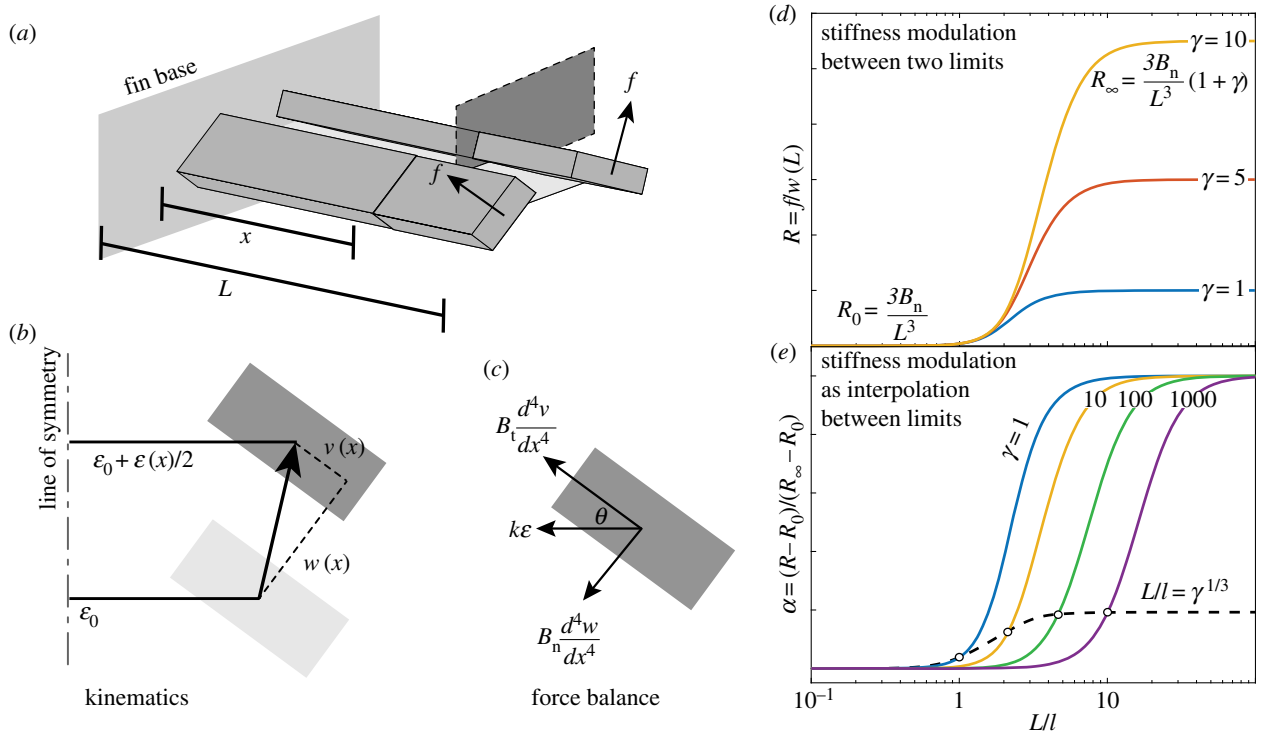 (a)
fin base
f
f
x
L
(b)
line of symmetry
ε₀ + ε(x)/2
v(x)
w(x)
ε₀
kinematics
(c)
Bₜ d⁴v/dx⁴
θ
kε
Bₙ d⁴w/dx⁴
force balance
(d)
stiffness modulation
between two limits
γ = 10
R∞ = 3Bₙ/L³ (1 + γ)
γ = 5
γ = 1
R₀ = 3Bₙ/L³
R = f/w(L)
(e)
stiffness modulation
as interpolation
between limits
γ = 1
10
100
1000
L/l = γ^1/3
α = (R–R₀)/(R∞–R₀)
10⁻¹
1
10
L/l